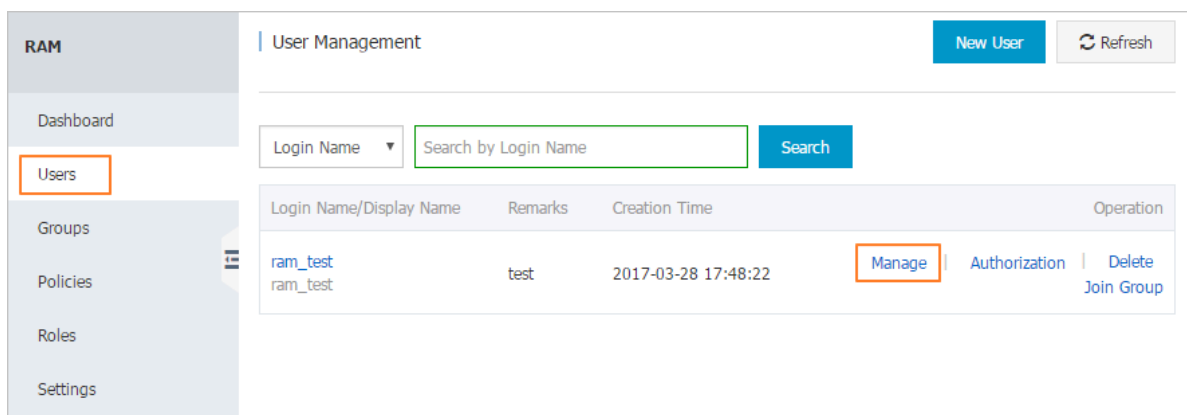 RAM
User Management
New User
Refresh
Dashboard
Users
Groups
Policies
Roles
Settings
Login Name
Search by Login Name
Search
Login Name/Display Name Remarks Creation Time Operation
ram_test test 2017-03-28 17:48:22 Manage | Authorization | Delete
ram_test Join Group